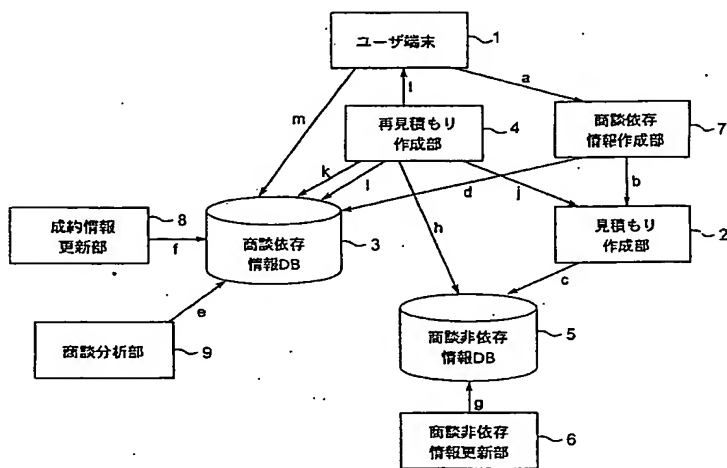 ユーザ端末
1
a
m
l
再見積もり
作成部
4
商談依存
情報作成部
7
k
l
d
j
b
成約情報
更新部
8
f
商談依存
情報DB
3
h
見積もり
作成部
2
c
e
商談分析部
9
商談非依存
情報DB
5
g
商談非依存
情報更新部
6